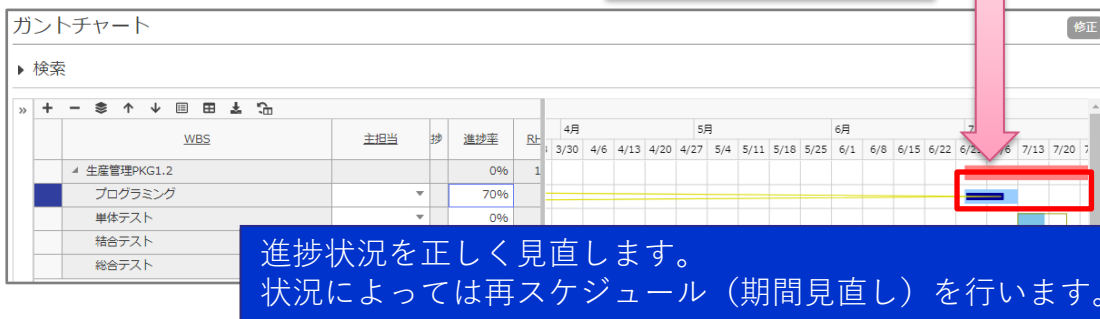 ガントチャート
修正
検索
WBS 主担当 捗 進捗率
4月 5月 6月
3/30 4/6 4/13 4/20 4/27 5/4 5/11 5/18 5/25 6/1 6/8 6/15 6/22 7/13 7/20
生産管理PKG1.2 0% 1
プログラミング 70%
単体テスト 0%
結合テスト
総合テスト
進捗状況を正しく見直します。
状況によっては再スケジュール（期間見直し）を行います。